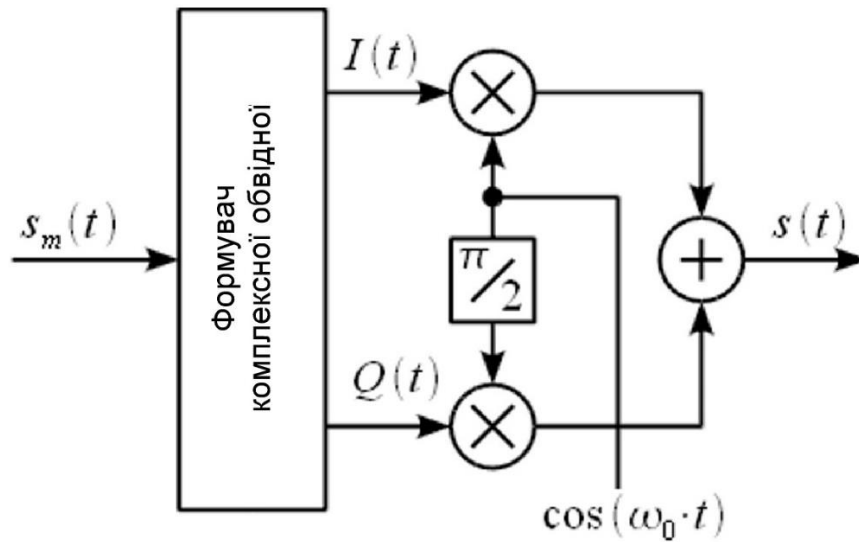 I(t)
s_m(t)
Формувач
комплексної обвідної
π/2
s(t)
Q(t)
cos(ω₀·t)